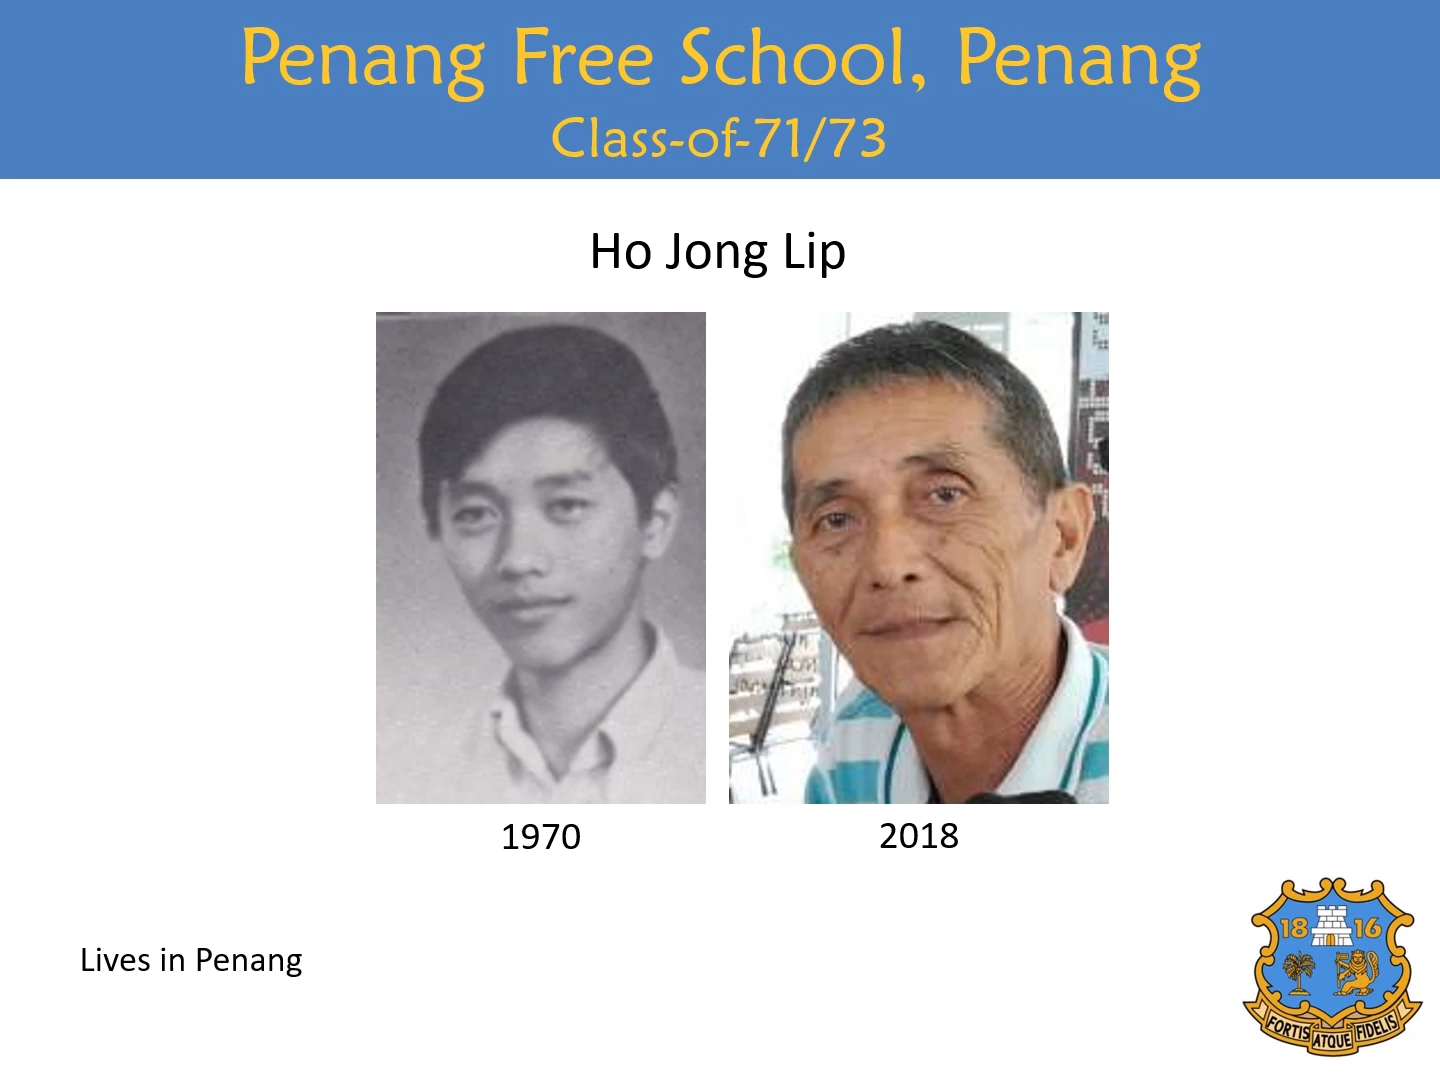 Penang Free School, Penang
Class-of-71/73
Ho Jong Lip
1970
2018
Lives in Penang
18 16
FORTIS ATQUE FIDELIS